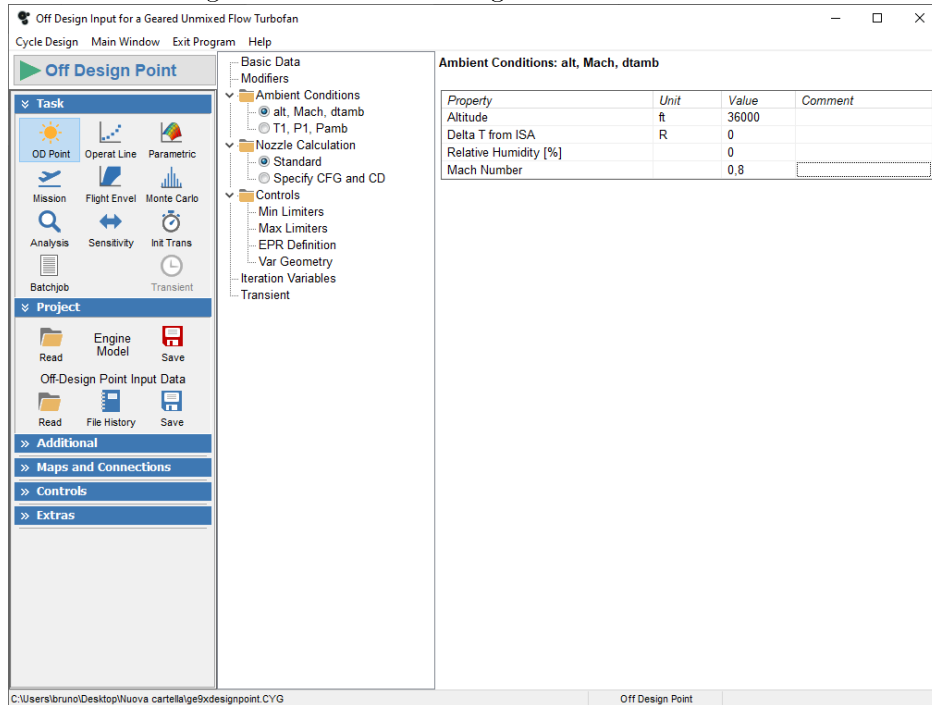 Off Design Input for a Geared Unmixed Flow Turbofan
Cycle Design Main Window Exit Program Help
Off Design Point
Task
OD Point Operat Line Parametric
Mission Flight Envel Monte Carlo
Analysis Sensitivity Init Trans
Batchjob Transient
Project
Read Engine Model Save
Off-Design Point Input Data
Read File History Save
Additional
Maps and Connections
Controls
Extras
Basic Data
Modifiers
Ambient Conditions
alt, Mach, dtamb
T1, P1, Pamb
Nozzle Calculation
Standard
Specify CFG and CD
Controls
Min Limiters
Max Limiters
EPR Definition
Var Geometry
Iteration Variables
Transient
Ambient Conditions: alt, Mach, dtamb
Property Unit Value Comment
Altitude ft 36000
Delta T from ISA R 0
Relative Humidity [%] 0
Mach Number 0,8
C:\Users\bruno\Desktop\Nuova cartella\ge9xdesignpoint.CYG Off Design Point